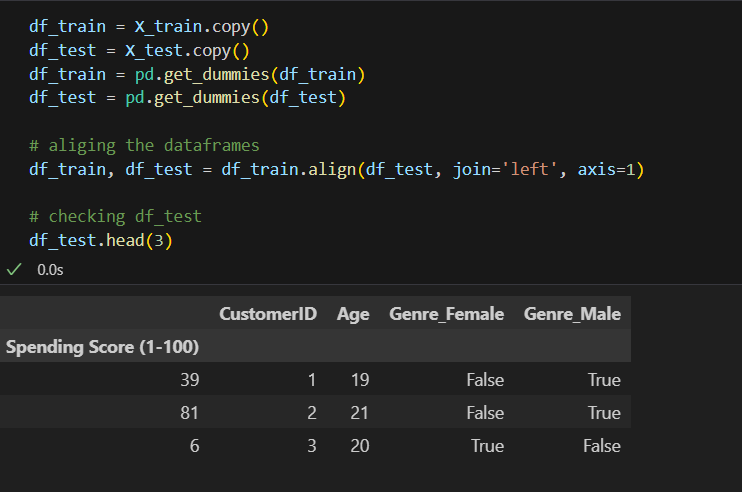 df_train = X_train.copy()
df_test = X_test.copy()
df_train = pd.get_dummies(df_train)
df_test = pd.get_dummies(df_test)
# aliging the dataframes
df_train, df_test = df_train.align(df_test, join='left', axis=1)
# checking df_test
df_test.head(3)
0.0s
CustomerID Age Genre_Female Genre_Male
Spending Score (1-100)
39 1 19 False True
81 2 21 False True
6 3 20 True False